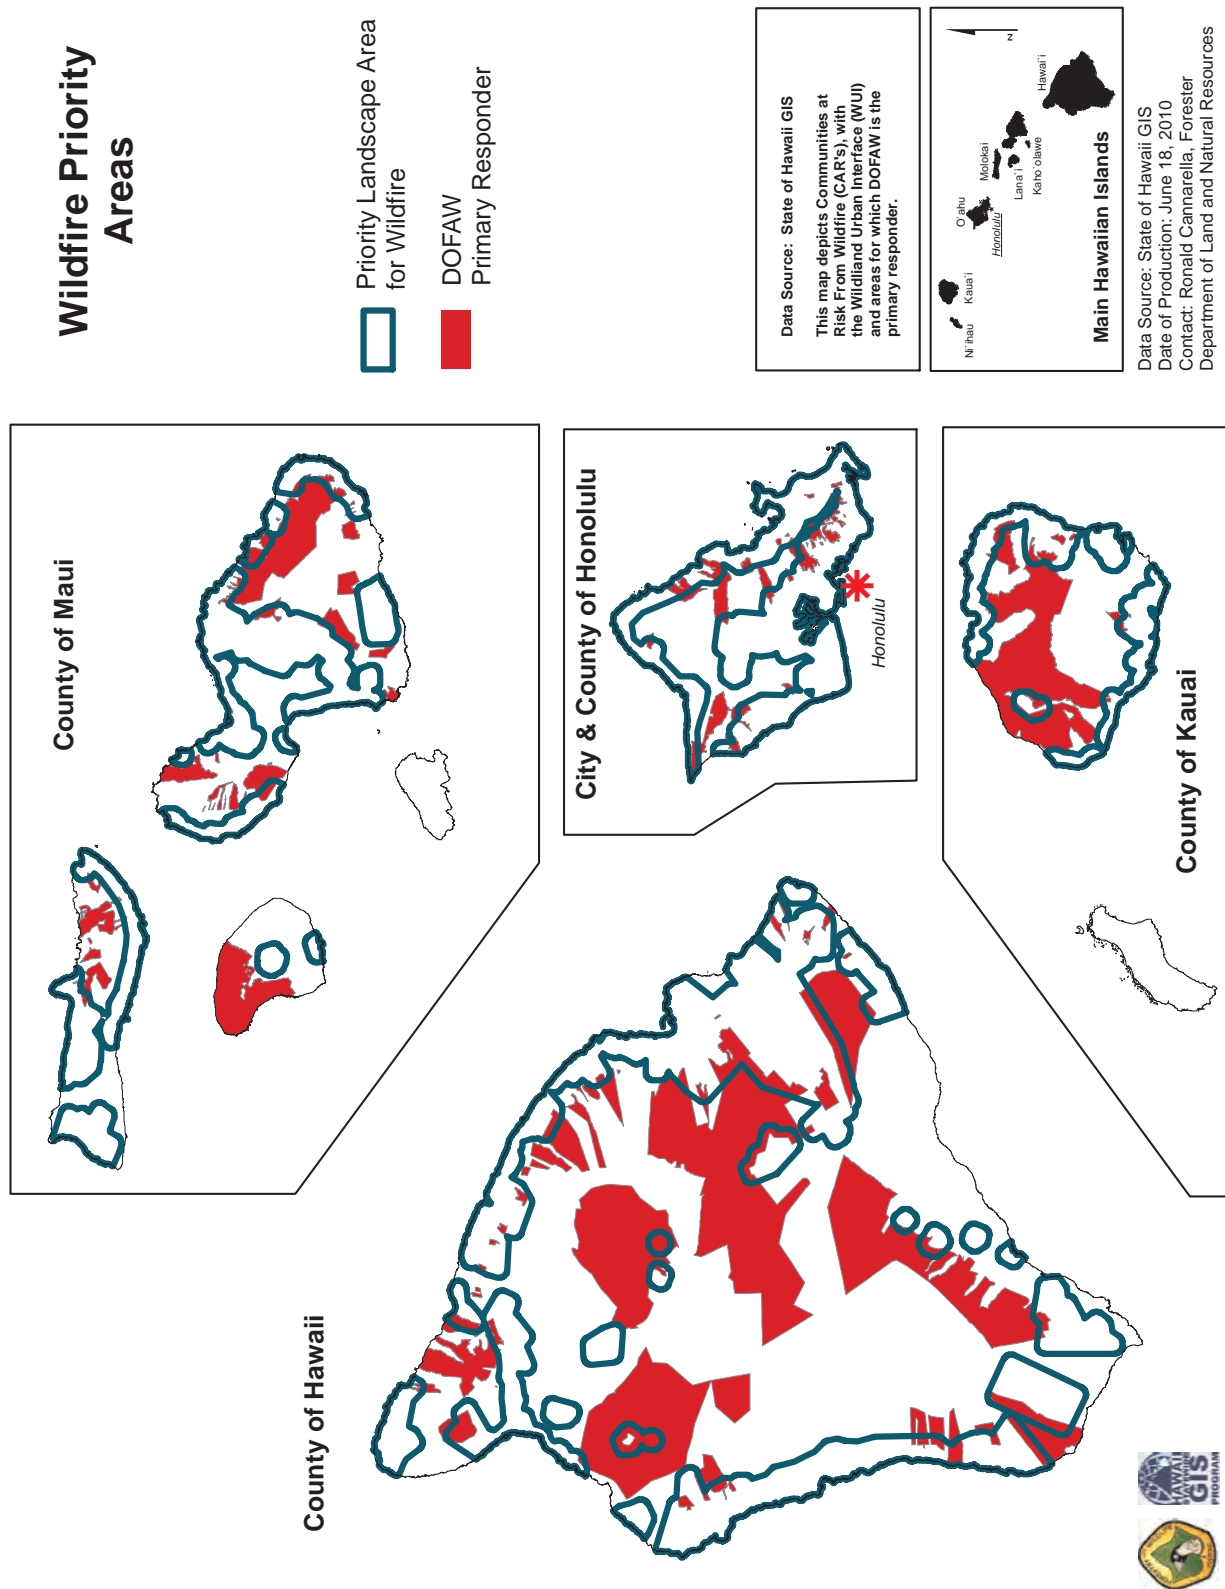 Wildfire Priority
Areas
Priority Landscape Area
for Wildfire
DOFAW
Primary Responder
County of Maui
City & County of Honolulu
Honolulu
County of Kauai
County of Hawaii
Data Source: State of Hawaii GIS
This map depicts Communities at
Risk From Wildfire (CAR's), with
the Wildliand Urban Interface (WUI)
and areas for which DOFAW is the
primary responder.
Ni`ihau
Kaua`i
O`ahu
Honolulu
Molokai
Lana`i
Kaho`olawe
Hawai`i
z
Main Hawaiian Islands
Data Source: State of Hawaii GIS
Date of Production: June 18, 2010
Contact: Ronald Cannarella, Forester
Department of Land and Natural Resources
HAWAII
STATEWIDE
GIS
PROGRAM